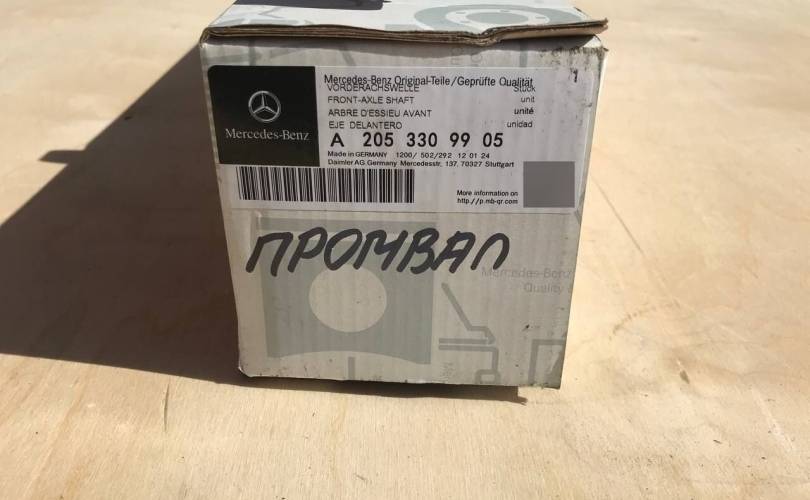 Mercedes-Benz Original-Teile/Geprüfte Qualität
VORDERACHSWELLE Stück
FRONT-AXLE SHAFT unit
ARBRE D'ESSIEU AVANT unité
EJE DELANTERO unidad
Mercedes-Benz
A 205 330 99 05
Made in GERMANY 1200/ 502/292 12 01 24
Daimler AG,Germany Mercedesstr. 137, 70327 Stuttgart
More information on
http://p.mb-qr.com
ПРОМВАЛ
Mercedes-Benz
Quality